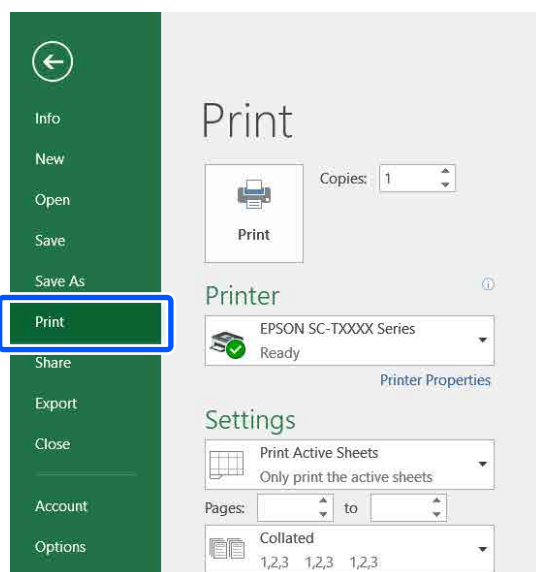 Info
New
Open
Save
Save As
Print
Share
Export
Close
Account
Options
Print
Copies: 1
Print
Printer
EPSON SC-TXXXX Series
Ready
Printer Properties
Settings
Print Active Sheets
Only print the active sheets
Pages: to
Collated
1,2,3 1,2,3 1,2,3